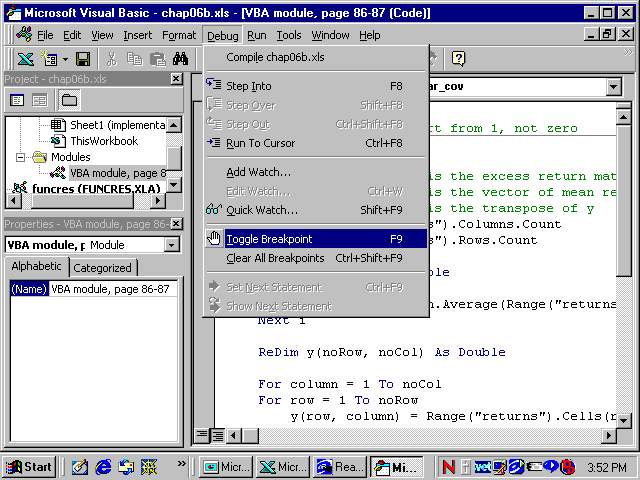 Microsoft Visual Basic - chap06b.xls - [VBA module, page 86-87 (Code)]
File Edit View Insert Format Debug Run Tools Window Help
Project - chap06b.xls
Sheet1 (implementa
ThisWorkbook
Modules
VBA module, page 8
funcres (FUNCRES.XLA)
Properties - VBA module, page
VBA module, p Module
Alphabetic Categorized
(Name) VBA module, page 86-87
Compile chap06b.xls
Step Into F8
Step Over Shift+F8
Step Out Ctrl+Shift+F8
Run To Cursor Ctrl+F8
Add Watch...
Edit Watch... Ctrl+W
Quick Watch... Shift+F9
Toggle Breakpoint F9
Clear All Breakpoints Ctrl+Shift+F9
Set Next Statement Ctrl+F9
Show Next Statement
ar_cov
rt from 1, not zero
is the excess return mat
is the vector of mean re
is the transpose of y
s").Columns.Count
s").Rows.Count
ble
n.Average(Range("returns
Next i
ReDim y(noRow, noCol) As Double
For column = 1 To noCol
For row = 1 To noRow
y(row, column) = Range("returns").Cells(r
Start
Micr...
Micr...
Rea...
Mi...
N
vet
3:52 PM